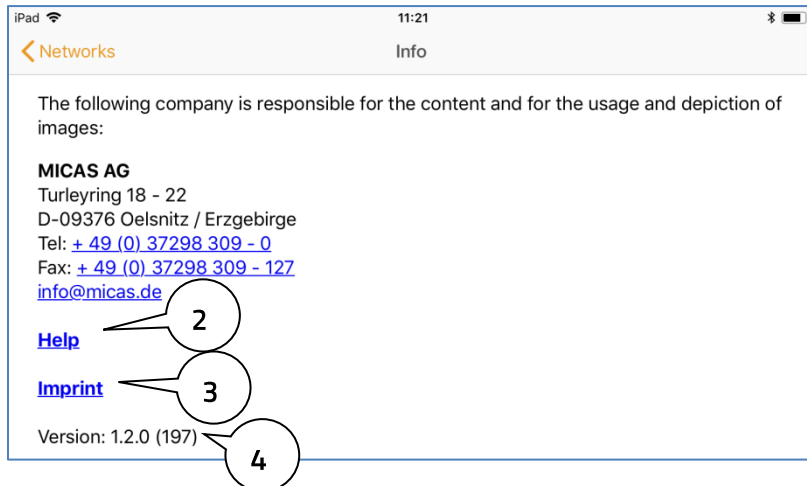 iPad 11:21
Networks Info
The following company is responsible for the content and for the usage and depiction of
images:
MICAS AG
Turleyring 18 - 22
D-09376 Oelsnitz / Erzgebirge
Tel: + 49 (0) 37298 309 - 0
Fax: + 49 (0) 37298 309 - 127
info@micas.de
2
Help
3
Imprint
Version: 1.2.0 (197)
4